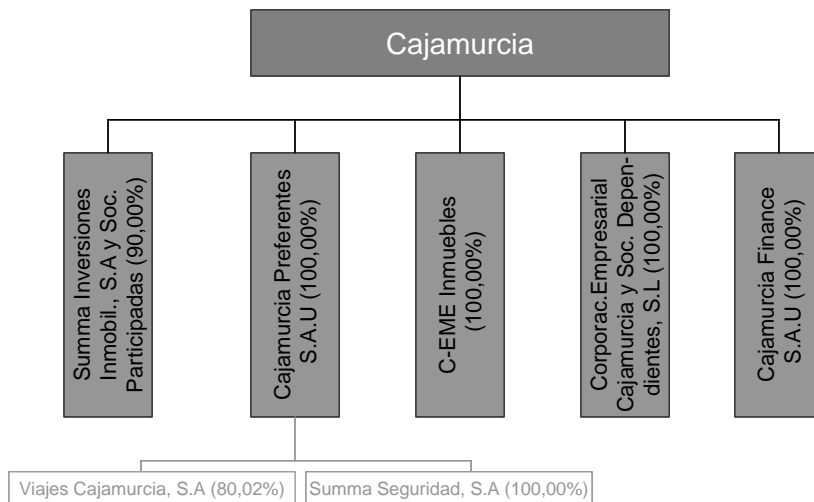 Cajamurcia
Summa Inversiones
Inmobil., S.A y Soc.
Participadas (90,00%)
Cajamurcia Preferentes
S.A.U (100,00%)
C-EME Inmuebles
(100,00%)
Corporac.Empresarial
Cajamurcia y Soc. Depen-
dientes, S.L (100,00%)
Cajamurcia Finance
S.A.U (100,00%)
Viajes Cajamurcia, S.A (80,02%)
Summa Seguridad, S.A (100,00%)